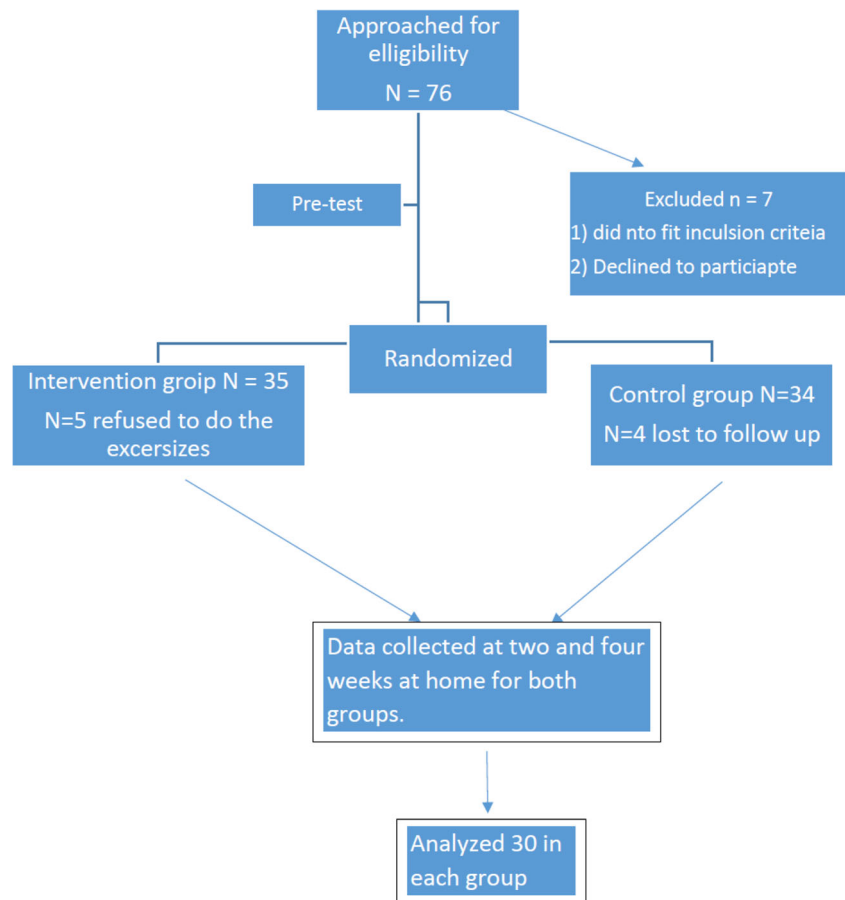 Approached for
elligibility
N = 76
Pre-test
Excluded n = 7
1) did nto fit inculsion criteia
2) Declined to particiapte
Randomized
Intervention groip N = 35
N=5 refused to do the
excersizes
Control group N=34
N=4 lost to follow up
Data collected at two and four
weeks at home for both
groups.
Analyzed 30 in
each group